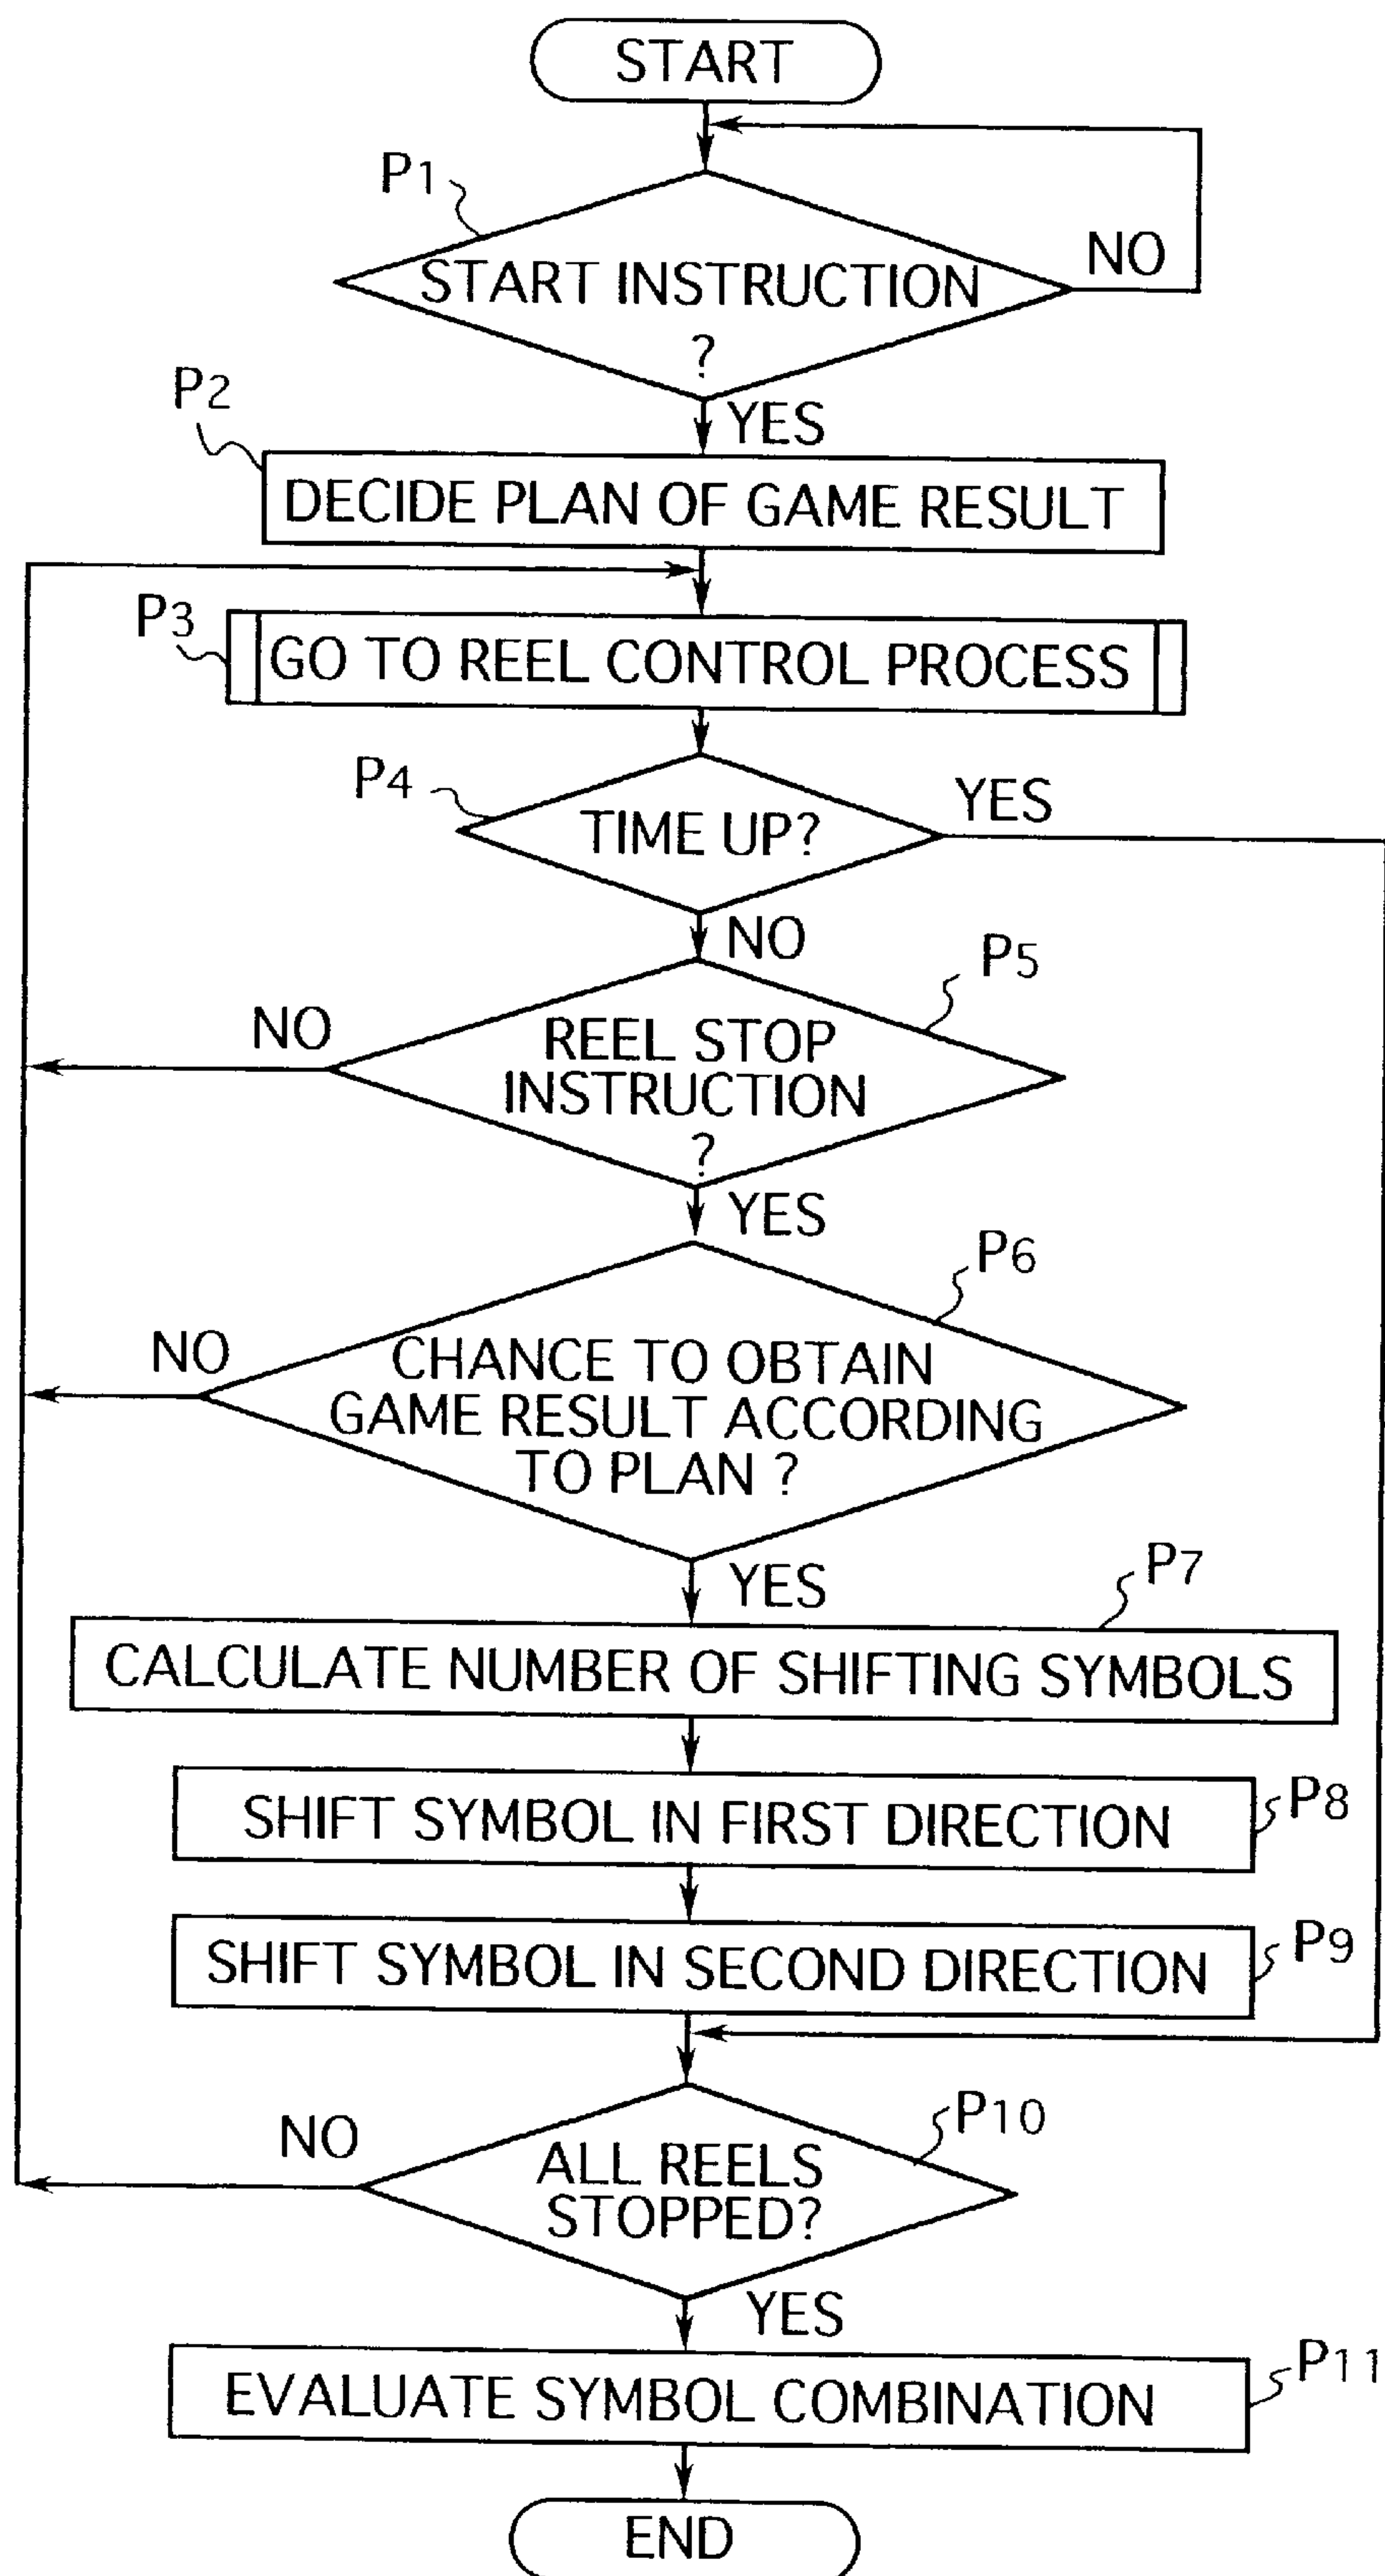 START
P1
NO
START INSTRUCTION
?
P2
YES
DECIDE PLAN OF GAME RESULT
P3
GO TO REEL CONTROL PROCESS
P4
YES
TIME UP?
NO
P5
NO
REEL STOP
INSTRUCTION
?
YES
P6
NO
CHANCE TO OBTAIN
GAME RESULT ACCORDING
TO PLAN ?
YES
P7
CALCULATE NUMBER OF SHIFTING SYMBOLS
SHIFT SYMBOL IN FIRST DIRECTION
P8
SHIFT SYMBOL IN SECOND DIRECTION
P9
P10
NO
ALL REELS
STOPPED?
YES
EVALUATE SYMBOL COMBINATION
P11
END